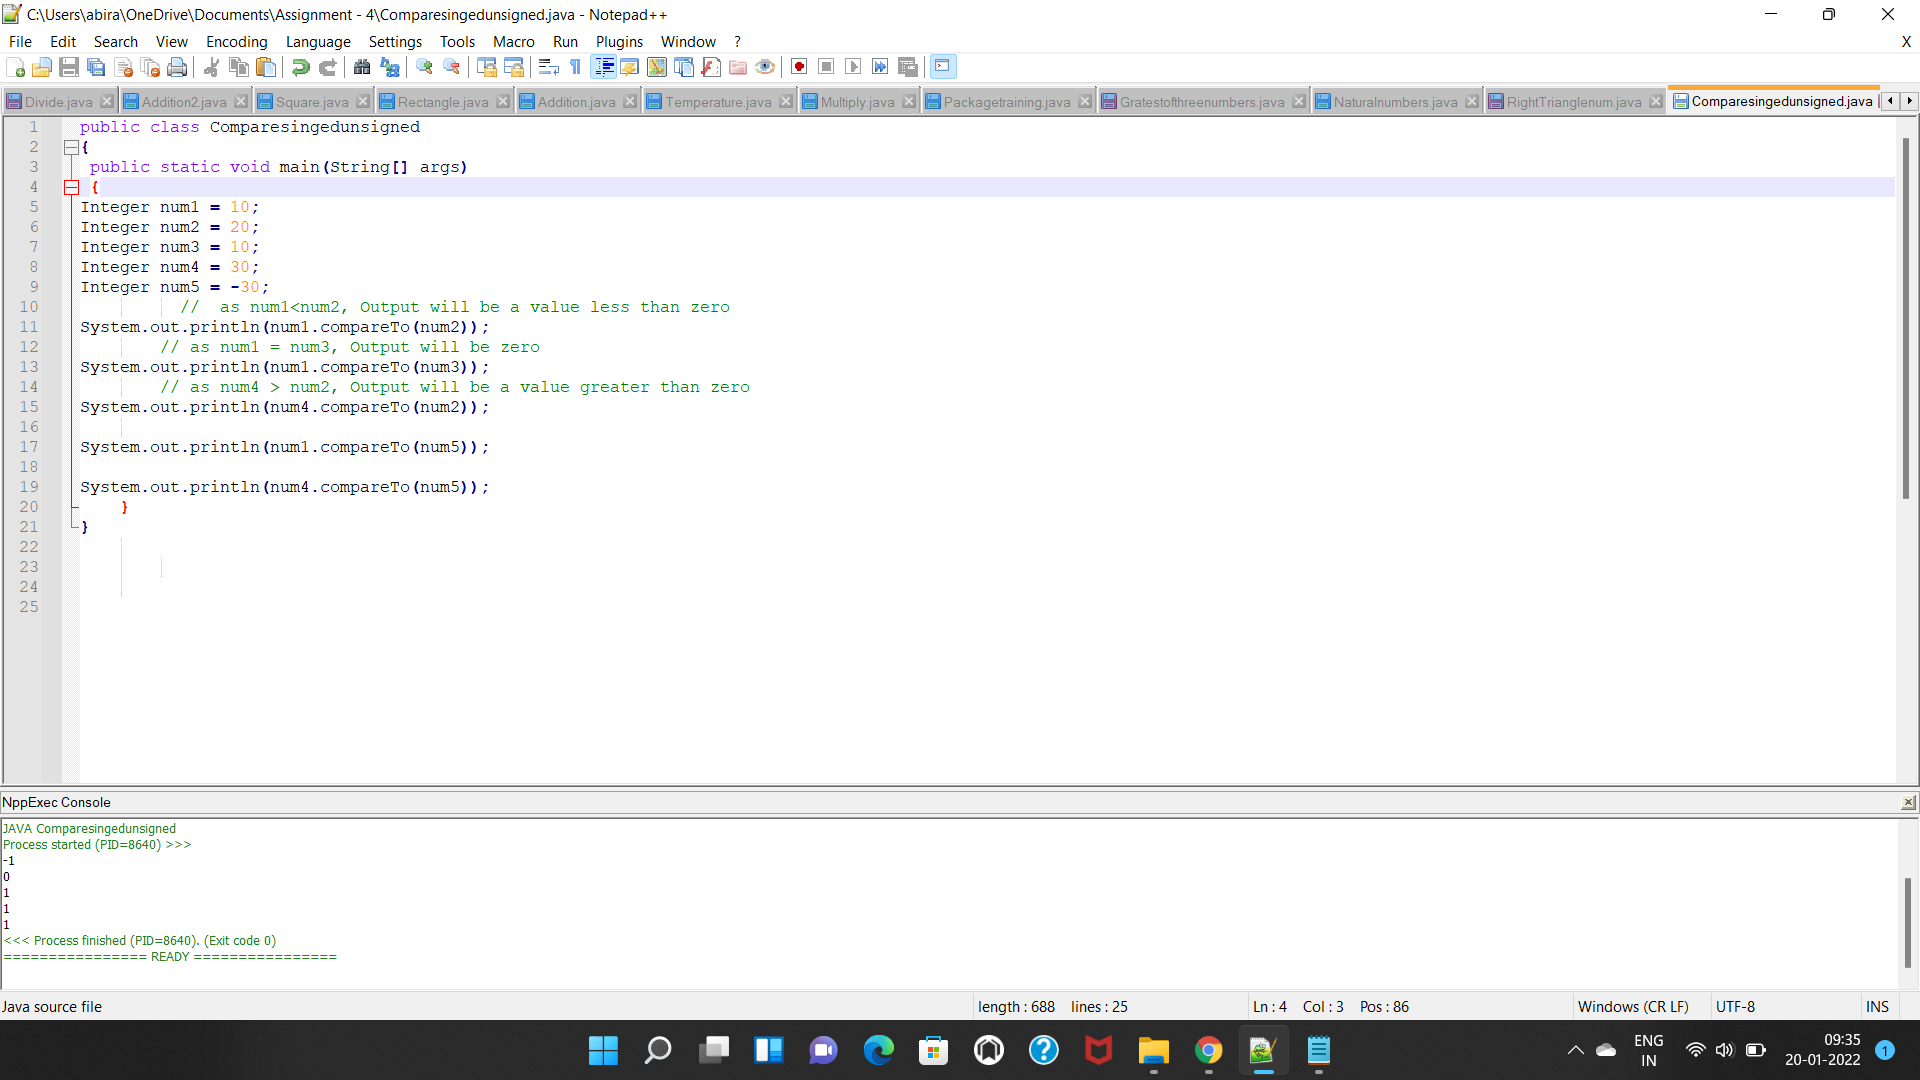 C:\Users\abira\OneDrive\Documents\Assignment - 4\Comparesingedunsigned.java - Notepad++
File Edit Search View Encoding Language Settings Tools Macro Run Plugins Window ? X
Divide.java Addition2.java Square.java Rectangle.java Addition.java Temperature.java Multiply.java Packagetraining.java Gratestofthreenumbers.java Naturalnumbers.java RightTrianglenum.java Comparesingedunsigned.java
1 public class Comparesingedunsigned
2 {
3 public static void main(String[] args)
4 {
5 Integer num1 = 10;
6 Integer num2 = 20;
7 Integer num3 = 10;
8 Integer num4 = 30;
9 Integer num5 = -30;
10 // as num1<num2, Output will be a value less than zero
11 System.out.println(num1.compareTo(num2));
12 // as num1 = num3, Output will be zero
13 System.out.println(num1.compareTo(num3));
14 // as num4 > num2, Output will be a value greater than zero
15 System.out.println(num4.compareTo(num2));
16
17 System.out.println(num1.compareTo(num5));
18
19 System.out.println(num4.compareTo(num5));
20 }
21 }
22
23
24
25
NppExec Console
JAVA Comparesingedunsigned
Process started (PID=8640) >>>
-1
0
1
1
1
<<< Process finished (PID=8640). (Exit code 0)
================ READY ================
Java source file length : 688 lines : 25 Ln : 4 Col : 3 Pos : 86 Windows (CR LF) UTF-8 INS
ENG
IN
09:35
20-01-2022
1